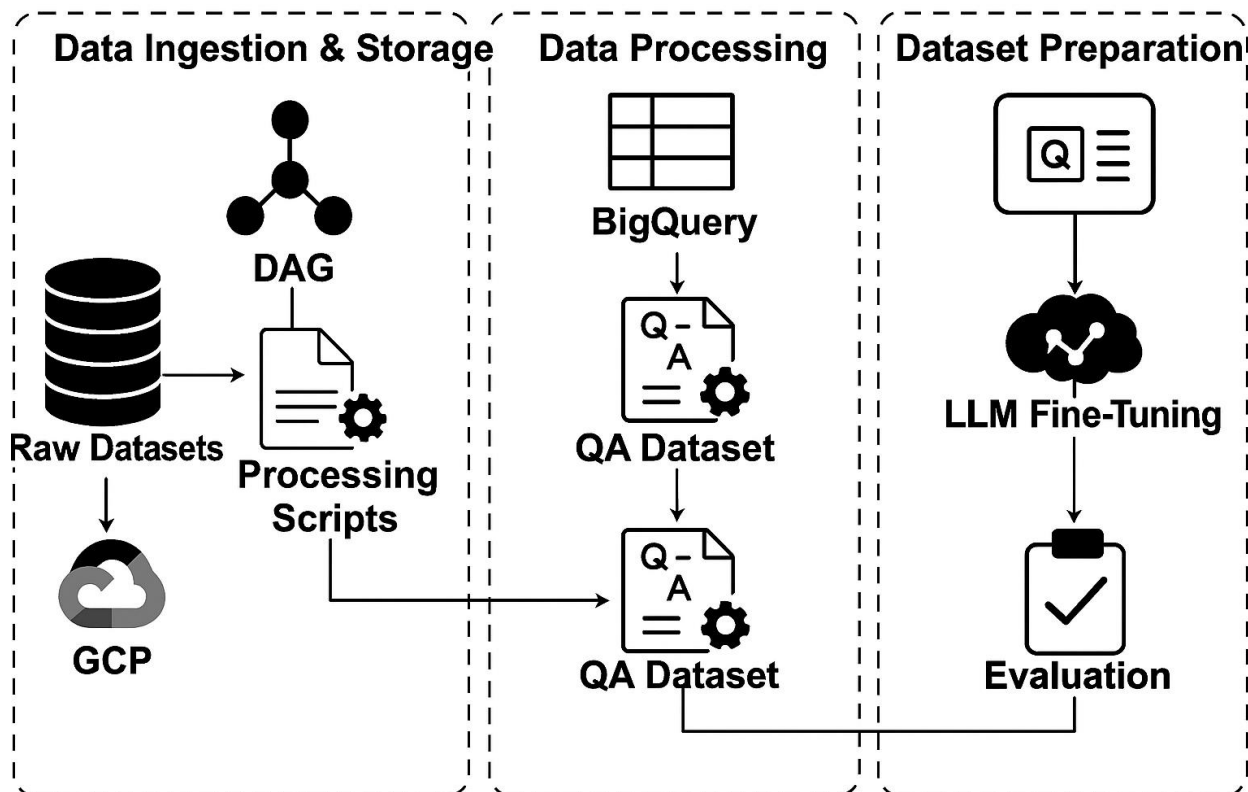 Data Ingestion & Storage
DAG
Raw Datasets
Processing
Scripts
GCP
Data Processing
BigQuery
Q-
A
QA Dataset
Q-
A
QA Dataset
Dataset Preparation
Q
LLM Fine-Tuning
Evaluation